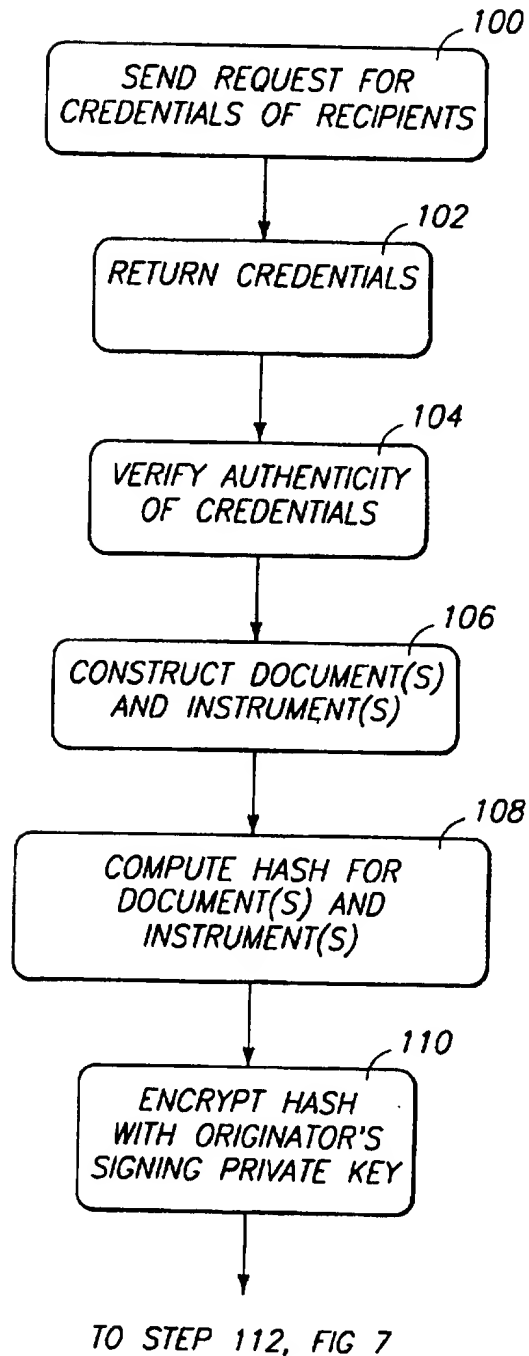 100
SEND REQUEST FOR
CREDENTIALS OF RECIPIENTS
102
RETURN CREDENTIALS
104
VERIFY AUTHENTICITY
OF CREDENTIALS
106
CONSTRUCT DOCUMENT(S)
AND INSTRUMENT(S)
108
COMPUTE HASH FOR
DOCUMENT(S) AND
INSTRUMENT(S)
110
ENCRYPT HASH
WITH ORIGINATOR'S
SIGNING PRIVATE KEY
TO STEP 112, FIG 7